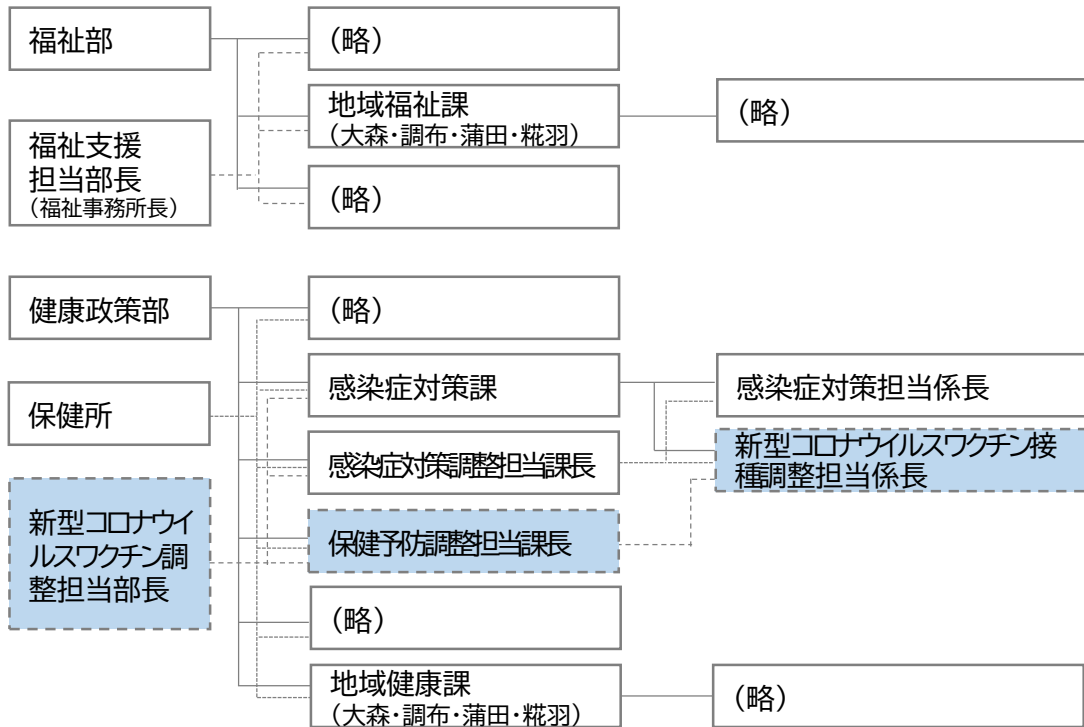 福祉部
（略）
地域福祉課
（大森・調布・蒲田・糀羽）
（略）
福祉支援
担当部長
（福祉事務所長）
（略）
健康政策部
（略）
保健所
感染症対策課
感染症対策担当係長
感染症対策調整担当課長
新型コロナウイルスワクチン接
種調整担当係長
新型コロナウイ
ルスワクチン調
整担当部長
保健予防調整担当課長
（略）
地域健康課
（大森・調布・蒲田・糀羽）
（略）